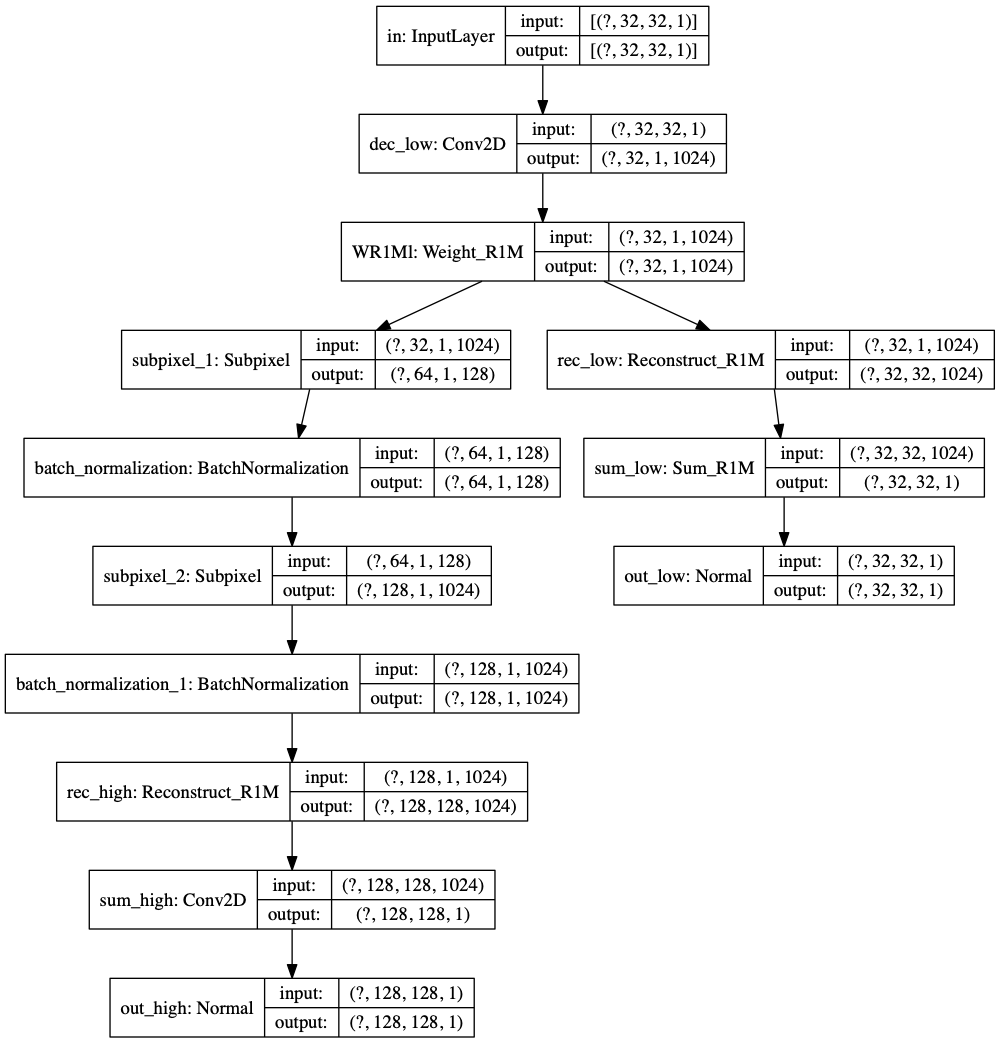 in: InputLayer
input: [(?, 32, 32, 1)]
output: [(?, 32, 32, 1)]
dec_low: Conv2D
input: (?, 32, 32, 1)
output: (?, 32, 1, 1024)
WR1Ml: Weight_R1M
input: (?, 32, 1, 1024)
output: (?, 32, 1, 1024)
subpixel_1: Subpixel
input: (?, 32, 1, 1024)
output: (?, 64, 1, 128)
rec_low: Reconstruct_R1M
input: (?, 32, 1, 1024)
output: (?, 32, 32, 1024)
batch_normalization: BatchNormalization
input: (?, 64, 1, 128)
output: (?, 64, 1, 128)
sum_low: Sum_R1M
input: (?, 32, 32, 1024)
output: (?, 32, 32, 1)
subpixel_2: Subpixel
input: (?, 64, 1, 128)
output: (?, 128, 1, 1024)
out_low: Normal
input: (?, 32, 32, 1)
output: (?, 32, 32, 1)
batch_normalization_1: BatchNormalization
input: (?, 128, 1, 1024)
output: (?, 128, 1, 1024)
rec_high: Reconstruct_R1M
input: (?, 128, 1, 1024)
output: (?, 128, 128, 1024)
sum_high: Conv2D
input: (?, 128, 128, 1024)
output: (?, 128, 128, 1)
out_high: Normal
input: (?, 128, 128, 1)
output: (?, 128, 128, 1)